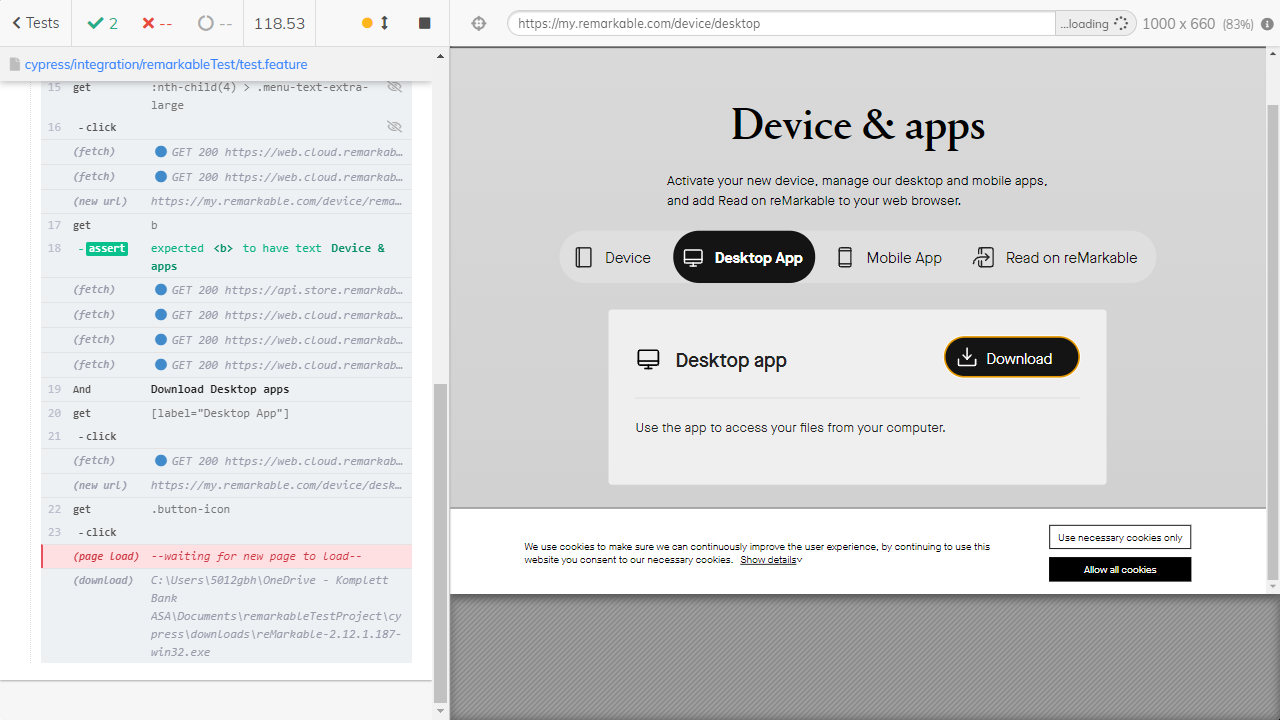 Tests
2
--
--
118.53
https://my.remarkable.com/device/desktop
...loading
1000 x 660 (83%)
cypress/integration/remarkableTest/test.feature
15 get :nth-child(4) > .menu-text-extra-
large
16 -click
(fetch) GET 200 https://web.cloud.remarkab…
(fetch) GET 200 https://web.cloud.remarkab…
(new url) https://my.remarkable.com/device/rema…
17 get b
18 -assert expected <b> to have text Device &
apps
(fetch) GET 200 https://api.store.remarkab…
(fetch) GET 200 https://web.cloud.remarkab…
(fetch) GET 200 https://web.cloud.remarkab…
(fetch) GET 200 https://web.cloud.remarkab…
19 And Download Desktop apps
20 get [label="Desktop App"]
21 -click
(fetch) GET 200 https://web.cloud.remarkab…
(new url) https://my.remarkable.com/device/desk…
22 get .button-icon
23 -click
(page load) --waiting for new page to load--
(download) C:\Users\5012gbh\OneDrive - Komplett
Bank
ASA\Documents\remarkableTestProject\cy
press\downloads\reMarkable-2.12.1.187-
win32.exe
Device & apps
Activate your new device, manage our desktop and mobile apps,
and add Read on reMarkable to your web browser.
Device
Desktop App
Mobile App
Read on reMarkable
Desktop app
Download
Use the app to access your files from your computer.
We use cookies to make sure we can continuously improve the user experience, by continuing to use this
website you consent to our necessary cookies. Show details
Use necessary cookies only
Allow all cookies